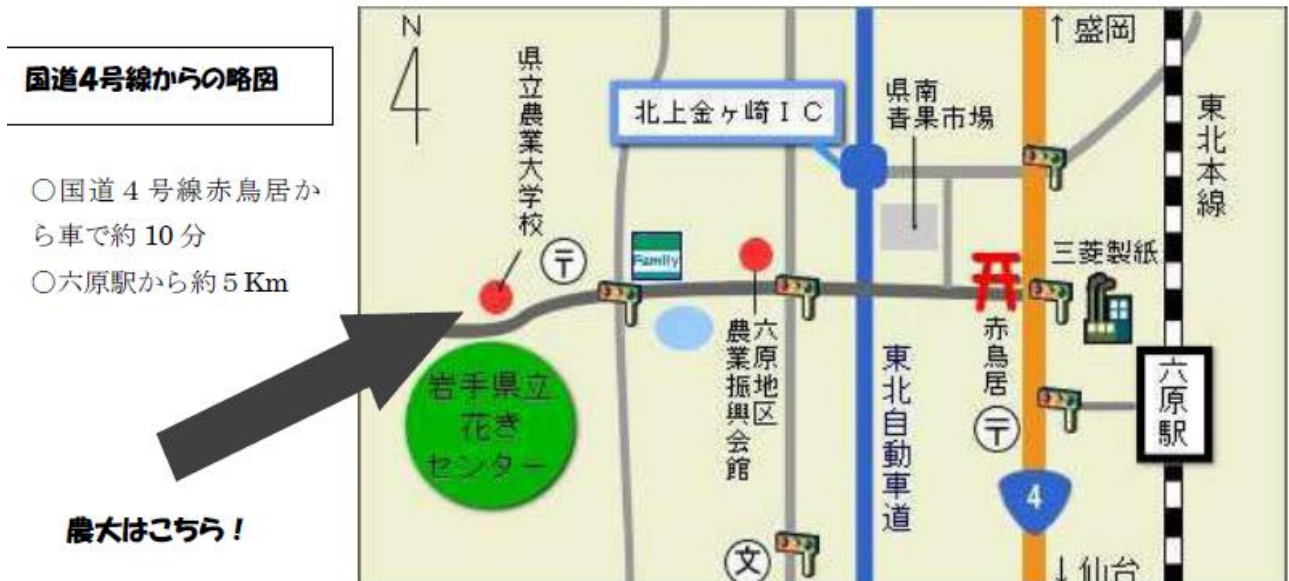 国道4号線からの略図
○国道4号線赤鳥居か
ら車で約10分
○六原駅から約5Km
農大はこちら！
N
県立農業大学校
〒
Family
北上金ヶ崎IC
県南
青果市場
↑盛岡
東北本線
三菱製紙
赤鳥居
〒
六原駅
六原地区
農業振興会館
東北自動車道
岩手県立
花き
センター
4
文
↓仙台